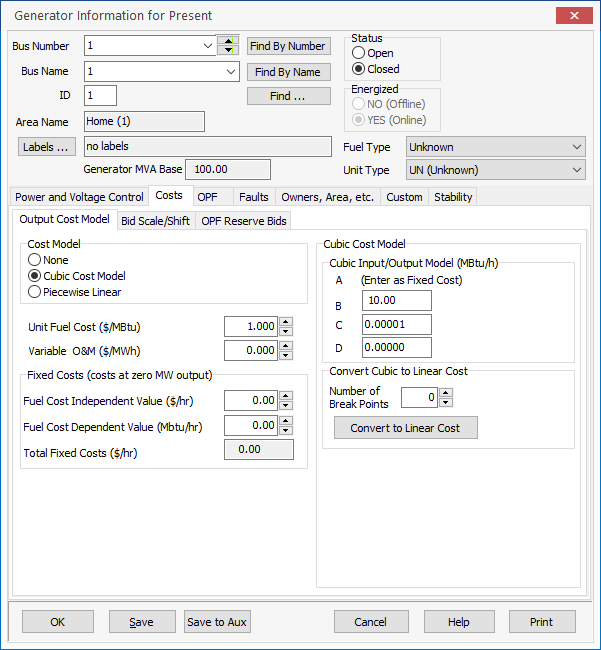 Generator Information for Present
Bus Number 1 Find By Number
Bus Name 1 Find By Name
ID 1 Find ...
Status
Open
Closed
Energized
NO (Offline)
YES (Online)
Area Name Home (1)
Labels ... no labels
Generator MVA Base 100.00
Fuel Type Unknown
Unit Type UN (Unknown)
Power and Voltage Control Costs OPF Faults Owners, Area, etc. Custom Stability
Output Cost Model Bid Scale/Shift OPF Reserve Bids
Cost Model
None
Cubic Cost Model
Piecewise Linear
Unit Fuel Cost ($/MBtu) 1.000
Variable O&M ($/MWh) 0.000
Fixed Costs (costs at zero MW output)
Fuel Cost Independent Value ($/hr) 0.00
Fuel Cost Dependent Value (Mbtu/hr) 0.00
Total Fixed Costs ($/hr) 0.00
Cubic Cost Model
Cubic Input/Output Model (MBtu/h)
A (Enter as Fixed Cost)
B 10.00
C 0.00001
D 0.00000
Convert Cubic to Linear Cost
Number of
Break Points 0
Convert to Linear Cost
OK Save Save to Aux Cancel Help Print